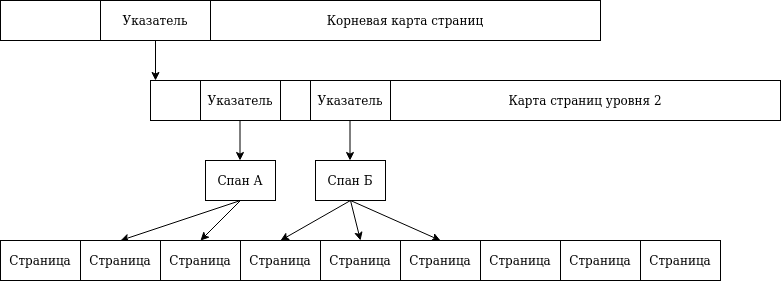 Указатель Корневая карта страниц
Указатель Указатель Карта страниц уровня 2
Спан А Спан Б
Страница Страница Страница Страница Страница Страница Страница Страница Страница